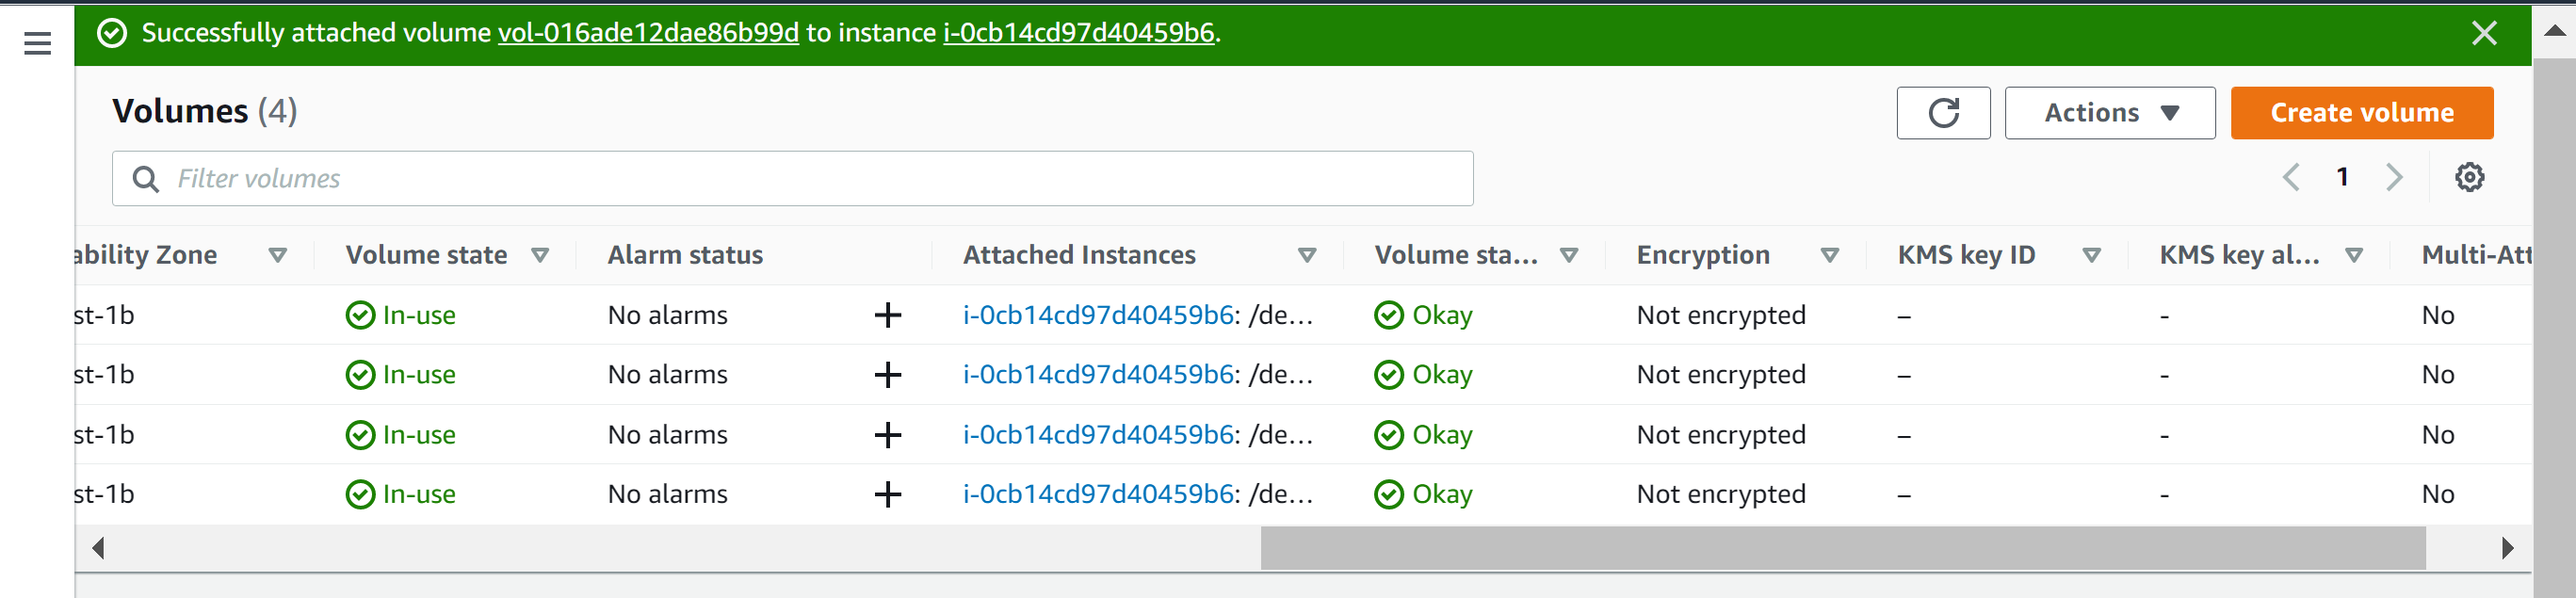 Successfully attached volume vol-016ade12dae86b99d to instance i-0cb14cd97d40459b6.
Volumes (4)
Actions
Create volume
Filter volumes
1
ability Zone Volume state Alarm status Attached Instances Volume sta... Encryption KMS key ID KMS key al... Multi-Att
st-1b In-use No alarms + i-0cb14cd97d40459b6: /de... Okay Not encrypted – - No
st-1b In-use No alarms + i-0cb14cd97d40459b6: /de... Okay Not encrypted – - No
st-1b In-use No alarms + i-0cb14cd97d40459b6: /de... Okay Not encrypted – - No
st-1b In-use No alarms + i-0cb14cd97d40459b6: /de... Okay Not encrypted – - No